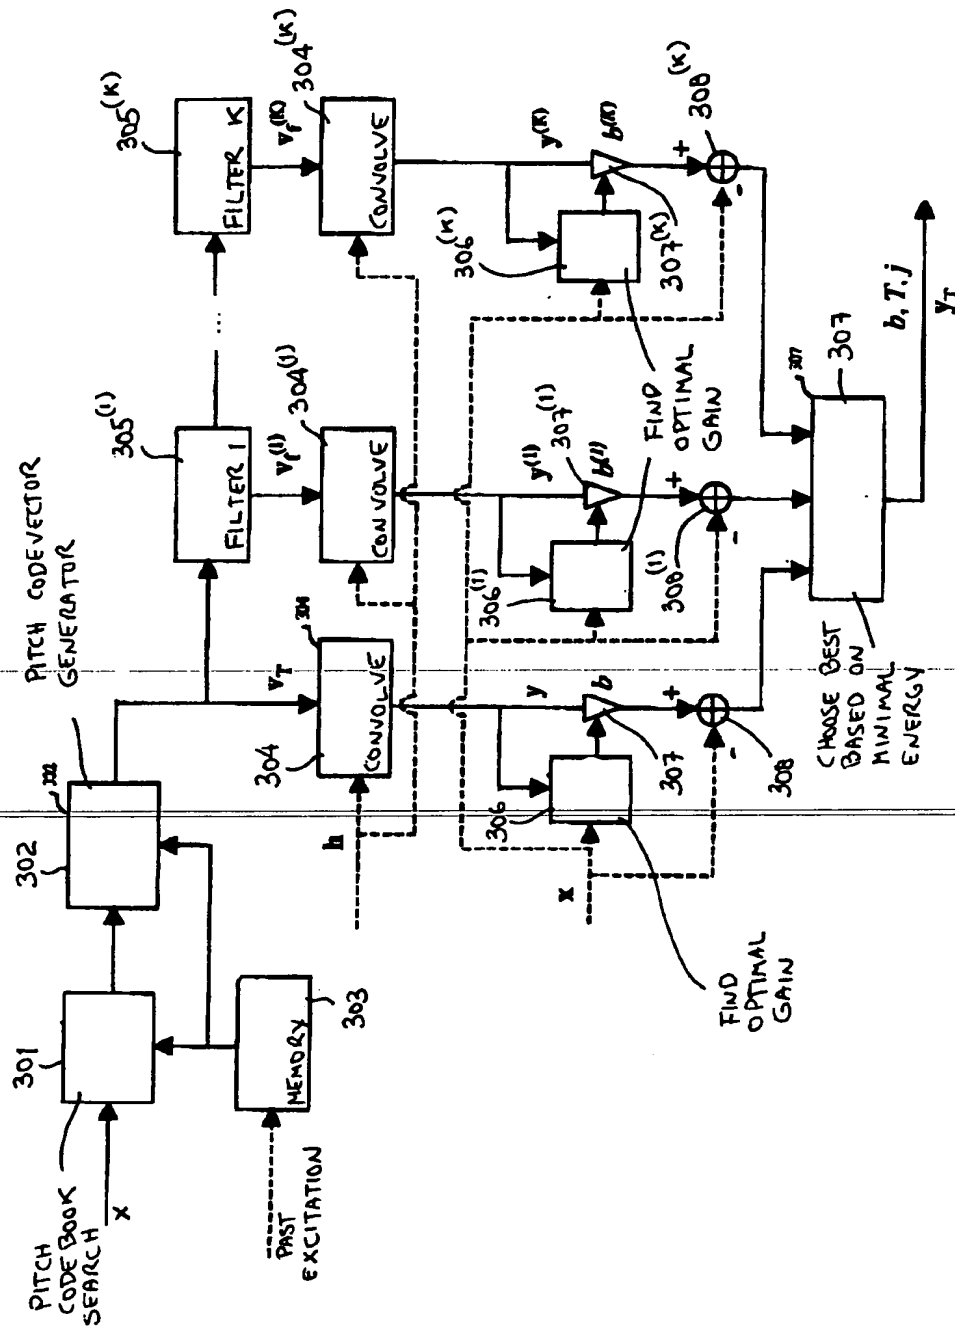 PITCH
CODEBOOK
SEARCH
x
301
PAST
EXCITATION
MEMORY
303
302
302
PITCH CODEVECTOR
GENERATOR
305(1)
FILTER 1
...
305(K)
FILTER K
h
v_T
304
304
CONVOLVE
v_f(1)
304(1)
CONVOLVE
v_f(K)
304(K)
CONVOLVE
x
306
y
b
307
FIND
OPTIMAL
GAIN
+
-
308
306(1)
y(1)
b(1)
307(1)
+
-
308(1)
FIND
OPTIMAL
GAIN
306(K)
y(K)
b(K)
307(K)
+
-
308(K)
CHOOSE BEST
BASED ON
MINIMAL
ENERGY
307
307
b, T, j
y_T